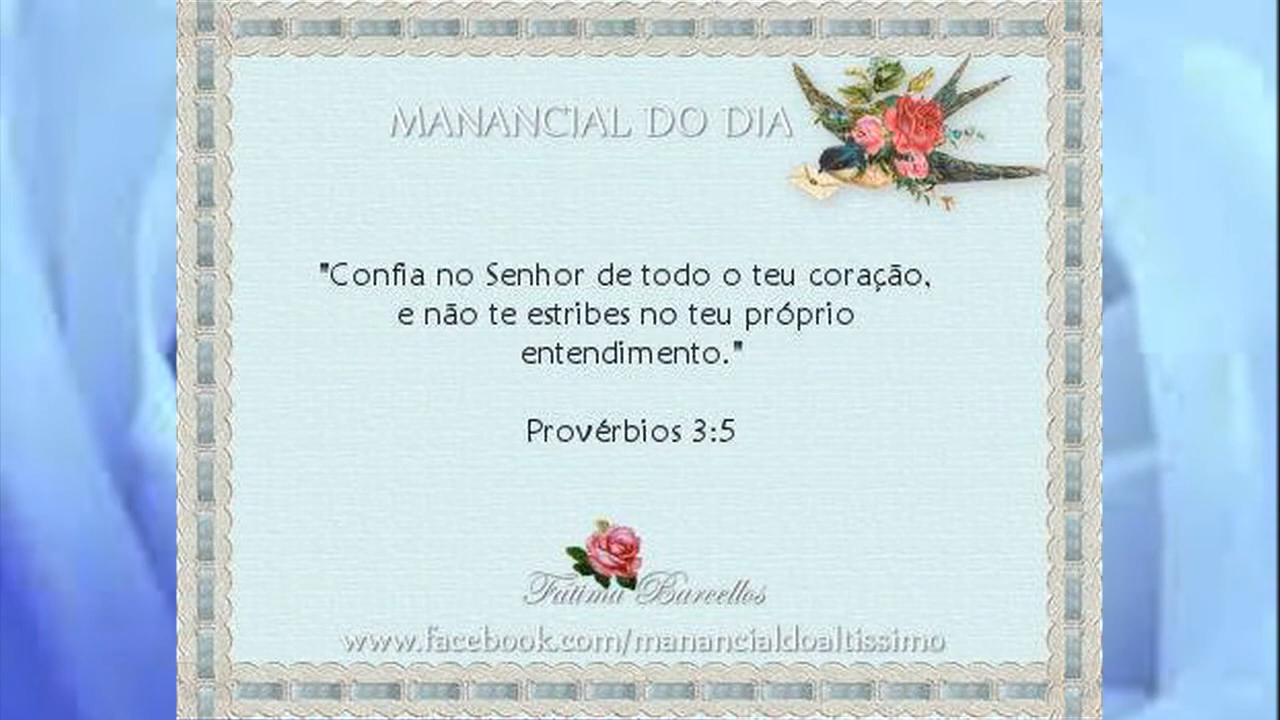 MANANCIAL DO DIA
"Confia no Senhor de todo o teu coração,
e não te estribes no teu próprio
entendimento."
Provérbios 3:5
Fátima Barcellos
www.facebook.com/manancialdoaltissimo